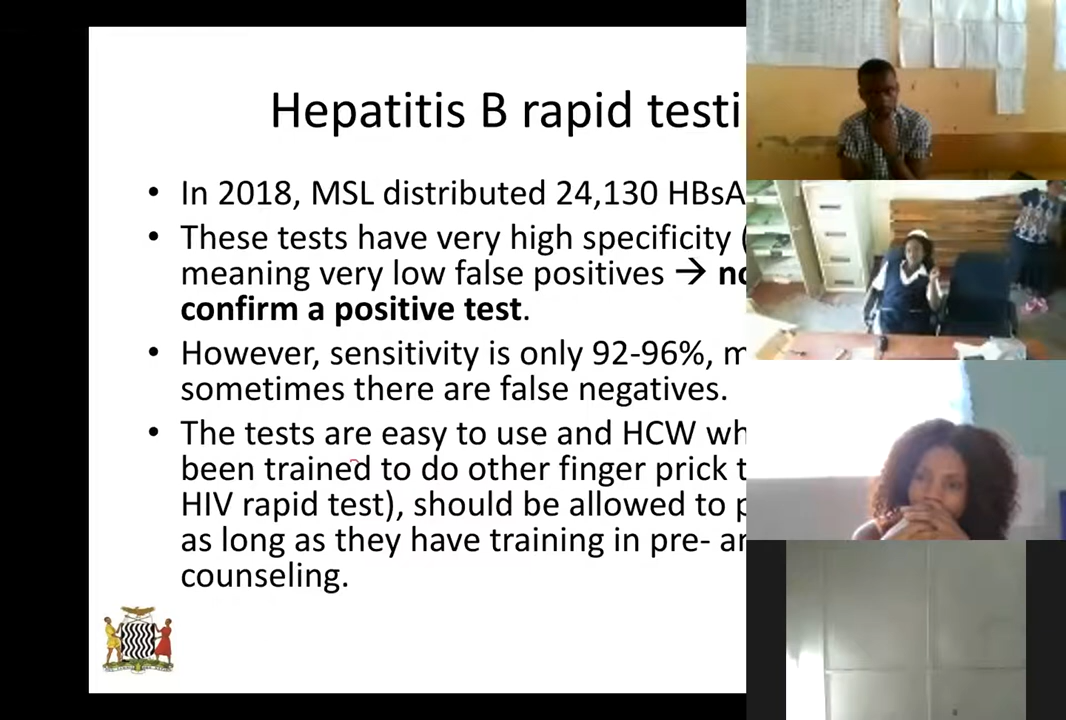 Hepatitis B rapid testi
• In 2018, MSL distributed 24,130 HBsA
• These tests have very high specificity (
meaning very low false positives → no
confirm a positive test.
• However, sensitivity is only 92-96%, m
sometimes there are false negatives.
• The tests are easy to use and HCW wh
been trained to do other finger prick t
HIV rapid test), should be allowed to p
as long as they have training in pre- an
counseling.